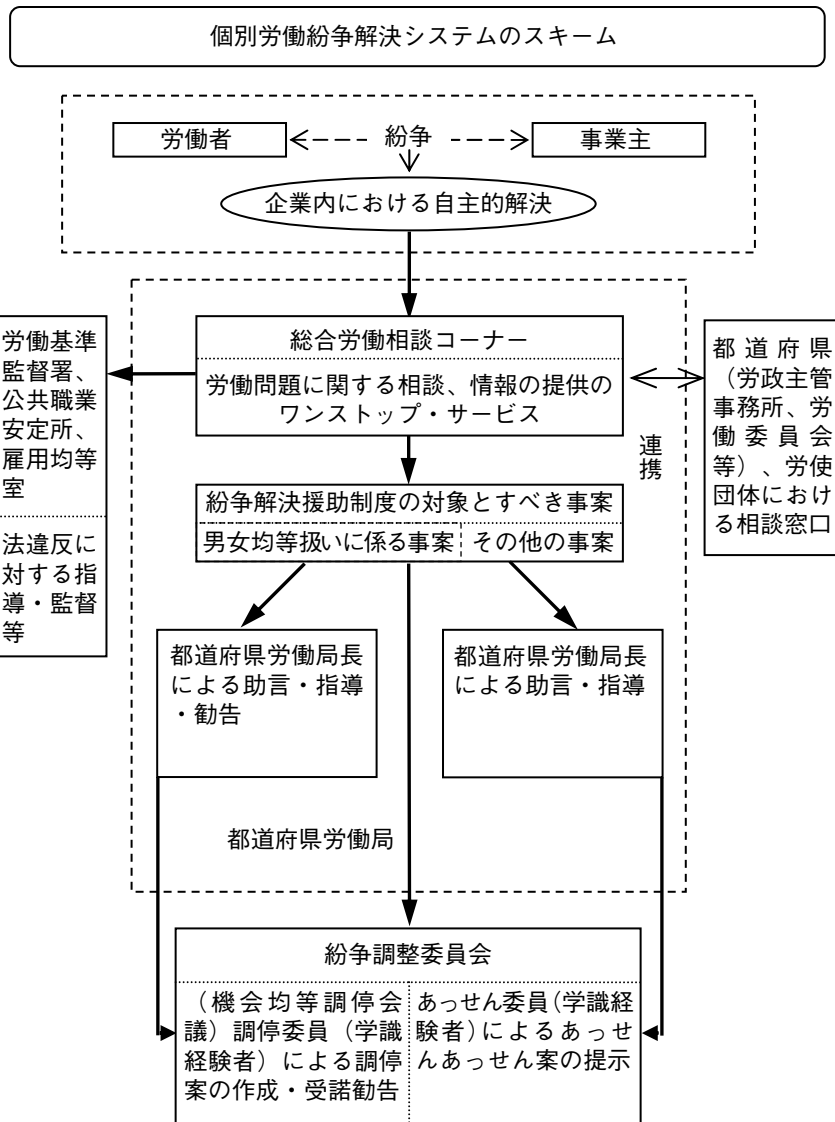 個別労働紛争解決システムのスキーム
労働者
紛争
事業主
企業内における自主的解決
総合労働相談コーナー
労働問題に関する相談、情報の提供の
ワンストップ・サービス
労働基準
監督署、
公共職業
安定所、
雇用均等
室
法違反に
対する指
導・監督
等
連携
都道府県
（労政主管
事務所、労
働委員会
等）、労使
団体におけ
る相談窓口
紛争解決援助制度の対象とすべき事案
男女均等扱いに係る事案
その他の事案
都道府県労働局長
による助言・指導
・勧告
都道府県労働局長
による助言・指導
都道府県労働局
紛争調整委員会
（機会均等調停会
議）調停委員（学識
経験者）による調停
案の作成・受諾勧告
あっせん委員（学識経
験者）によるあっせ
んあっせん案の提示